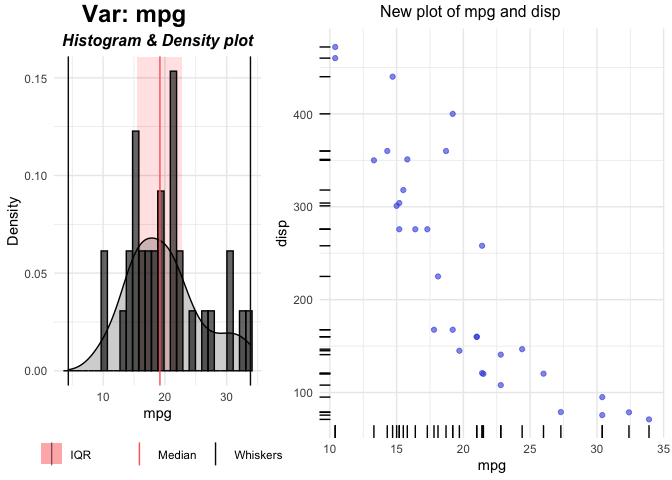 Var: mpg
Histogram & Density plot
Density
0.15
0.10
0.05
0.00
10 20 30
mpg
IQR Median Whiskers
New plot of mpg and disp
disp
400
300
200
100
10 15 20 25 30 35
mpg